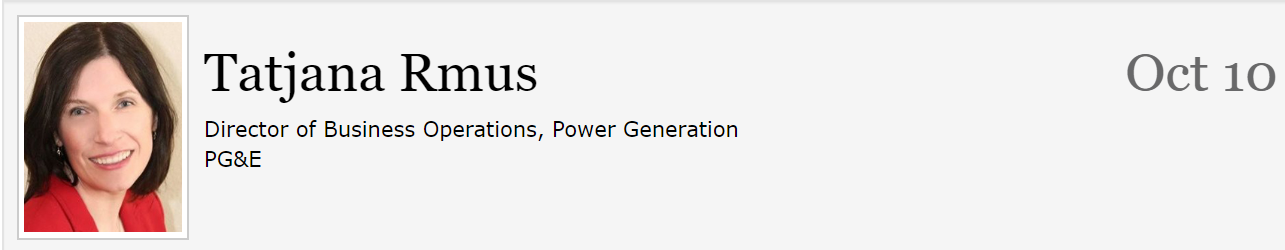 Tatjana Rmus
Oct 10
Director of Business Operations, Power Generation
PG&E